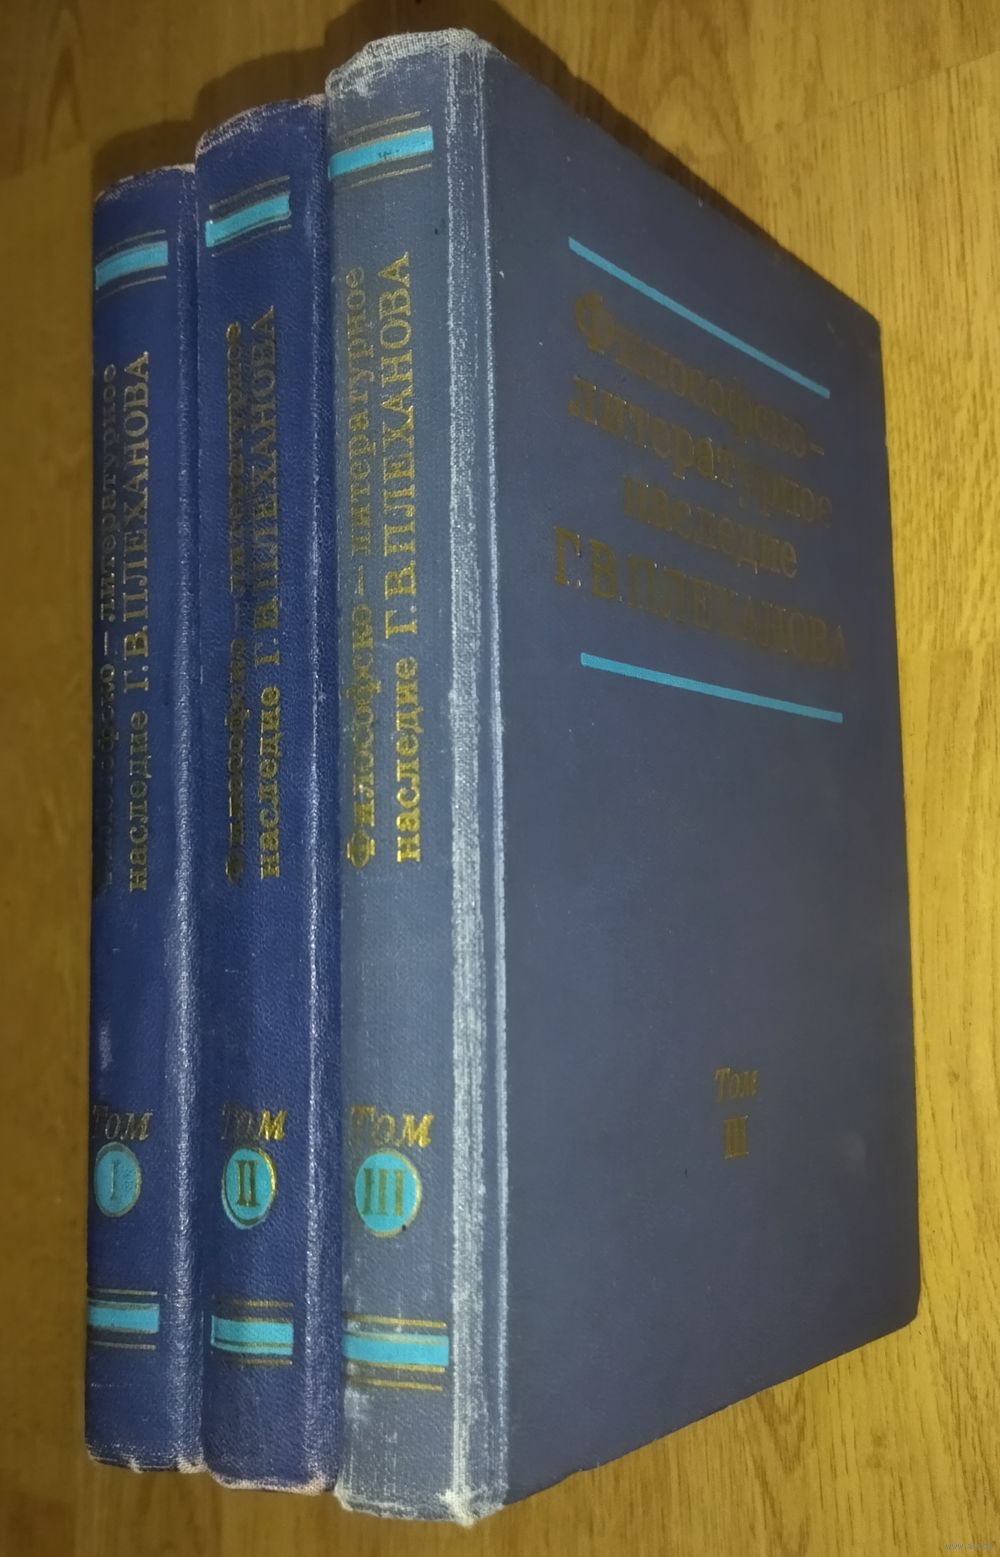 Философско–литературное
наследие Г.В.ПЛЕХАНОВА
Том
I
Философско–литературное
наследие Г.В.ПЛЕХАНОВА
Том
II
Философско–литературное
наследие Г.В.ПЛЕХАНОВА
Том
III
Философско–
литературное
наследие
Г.В.ПЛЕХАНОВА
Том
III